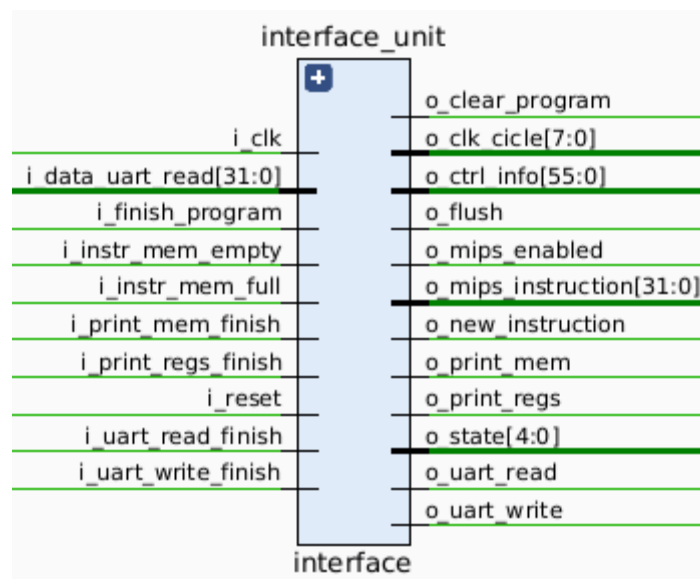 interface_unit
i_clk
i_data_uart_read[31:0]
i_finish_program
i_instr_mem_empty
i_instr_mem_full
i_print_mem_finish
i_print_regs_finish
i_reset
i_uart_read_finish
i_uart_write_finish
o_clear_program
o_clk_cicle[7:0]
o_ctrl_info[55:0]
o_flush
o_mips_enabled
o_mips_instruction[31:0]
o_new_instruction
o_print_mem
o_print_regs
o_state[4:0]
o_uart_read
o_uart_write
interface